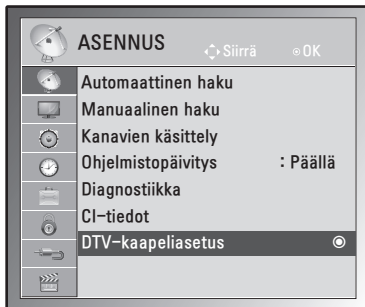 ASENNUS Siirrä OK
Automaattinen haku
Manuaalinen haku
Kanavien käsittely
Ohjelmistopäivitys : Päällä
Diagnostiikka
CI-tiedot
DTV-kaapeliasetus